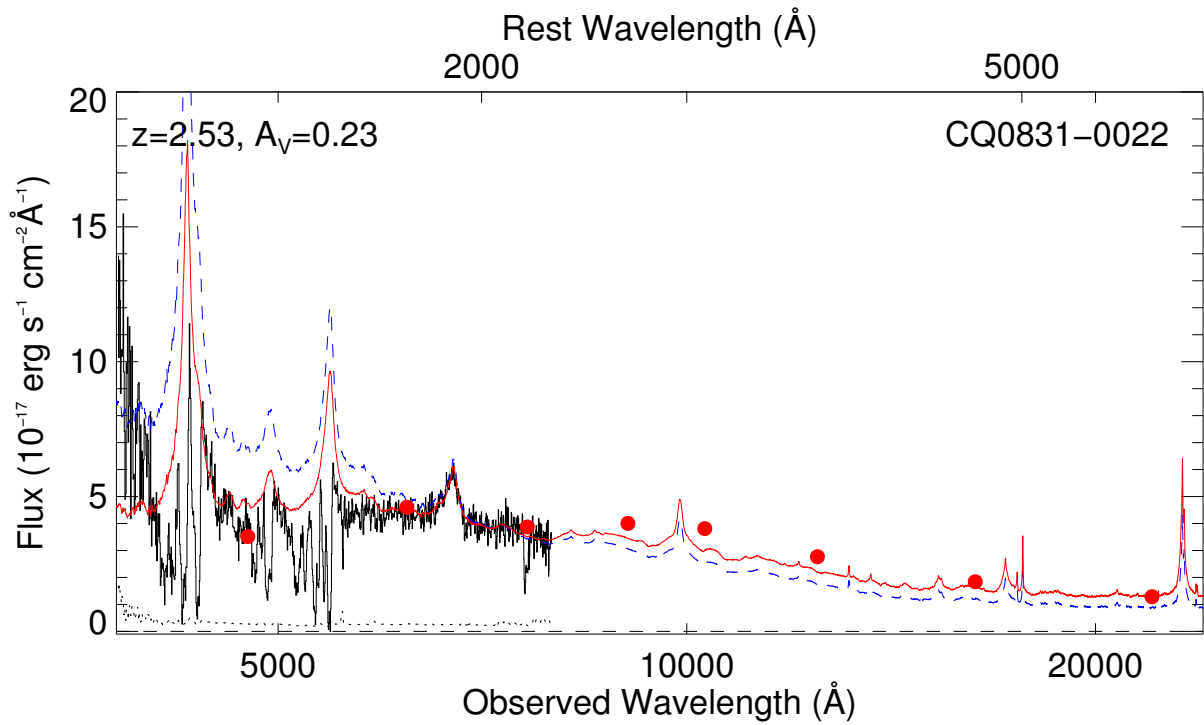 Rest Wavelength (Å)
2000 5000
20
z=2.53, A_V=0.23 CQ0831−0022
15
10
5
0
Flux (10⁻¹⁷ erg s⁻¹ cm⁻²Å⁻¹)
5000 10000 20000
Observed Wavelength (Å)